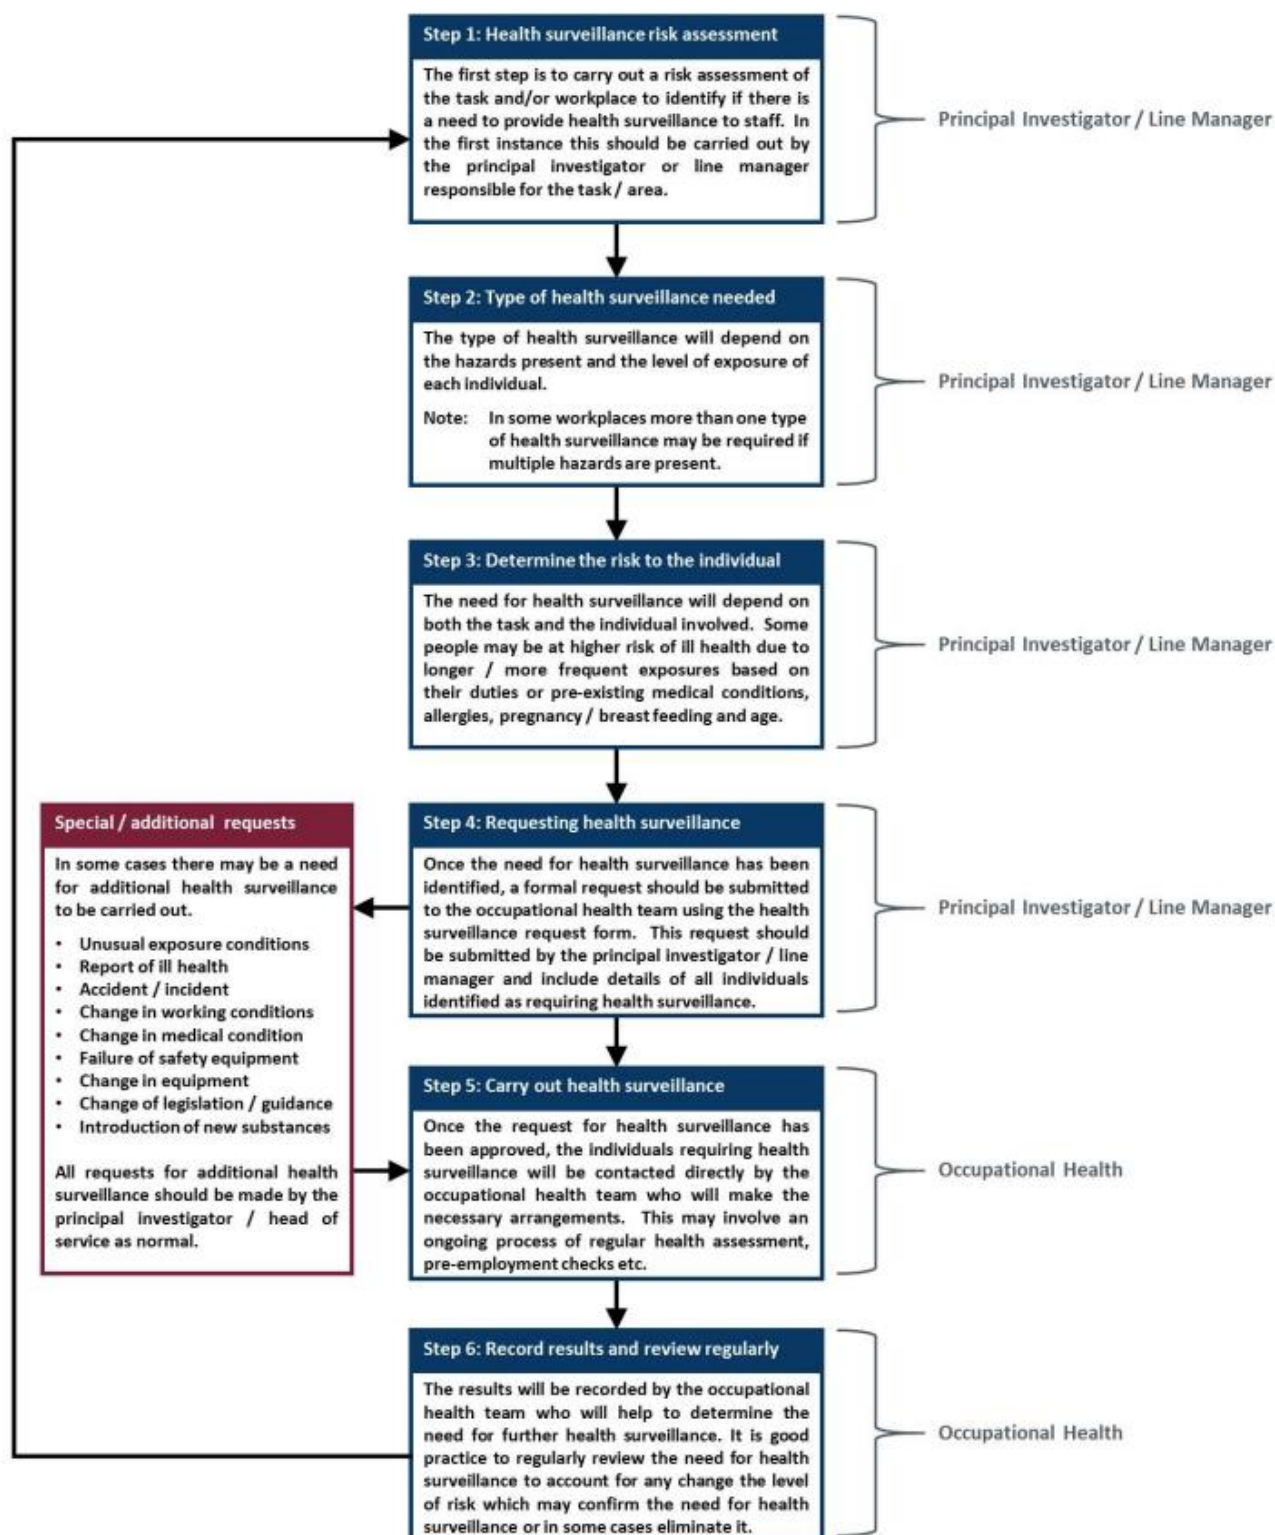 Step 1: Health surveillance risk assessment
The first step is to carry out a risk assessment of
the task and/or workplace to identify if there is
a need to provide health surveillance to staff. In
the first instance this should be carried out by
the principal investigator or line manager
responsible for the task / area.
Principal Investigator / Line Manager
Step 2: Type of health surveillance needed
The type of health surveillance will depend on
the hazards present and the level of exposure of
each individual.
Note: In some workplaces more than one type
of health surveillance may be required if
multiple hazards are present.
Principal Investigator / Line Manager
Step 3: Determine the risk to the individual
The need for health surveillance will depend on
both the task and the individual involved. Some
people may be at higher risk of ill health due to
longer / more frequent exposures based on
their duties or pre-existing medical conditions,
allergies, pregnancy / breast feeding and age.
Principal Investigator / Line Manager
Step 4: Requesting health surveillance
Once the need for health surveillance has been
identified, a formal request should be submitted
to the occupational health team using the health
surveillance request form. This request should
be submitted by the principal investigator / line
manager and include details of all individuals
identified as requiring health surveillance.
Principal Investigator / Line Manager
Special / additional requests
In some cases there may be a need
for additional health surveillance
to be carried out.
• Unusual exposure conditions
• Report of ill health
• Accident / incident
• Change in working conditions
• Change in medical condition
• Failure of safety equipment
• Change in equipment
• Change of legislation / guidance
• Introduction of new substances
All requests for additional health
surveillance should be made by the
principal investigator / head of
service as normal.
Step 5: Carry out health surveillance
Once the request for health surveillance has
been approved, the individuals requiring health
surveillance will be contacted directly by the
occupational health team who will make the
necessary arrangements. This may involve an
ongoing process of regular health assessment,
pre-employment checks etc.
Occupational Health
Step 6: Record results and review regularly
The results will be recorded by the occupational
health team who will help to determine the
need for further health surveillance. It is good
practice to regularly review the need for health
surveillance to account for any change the level
of risk which may confirm the need for health
surveillance or in some cases eliminate it.
Occupational Health